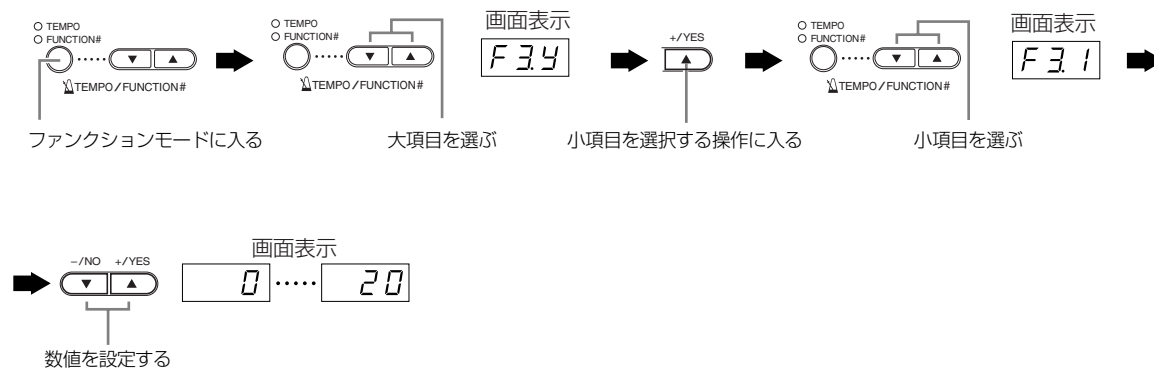 ○ TEMPO
○ FUNCTION#
TEMPO/FUNCTION#
ファンクションモードに入る
○ TEMPO
○ FUNCTION#
TEMPO/FUNCTION#
大項目を選ぶ
画面表示
F 3.Y
+/YES
小項目を選択する操作に入る
○ TEMPO
○ FUNCTION#
TEMPO/FUNCTION#
小項目を選ぶ
画面表示
F 3.1
-/NO +/YES
数値を設定する
画面表示
0 ····· 20